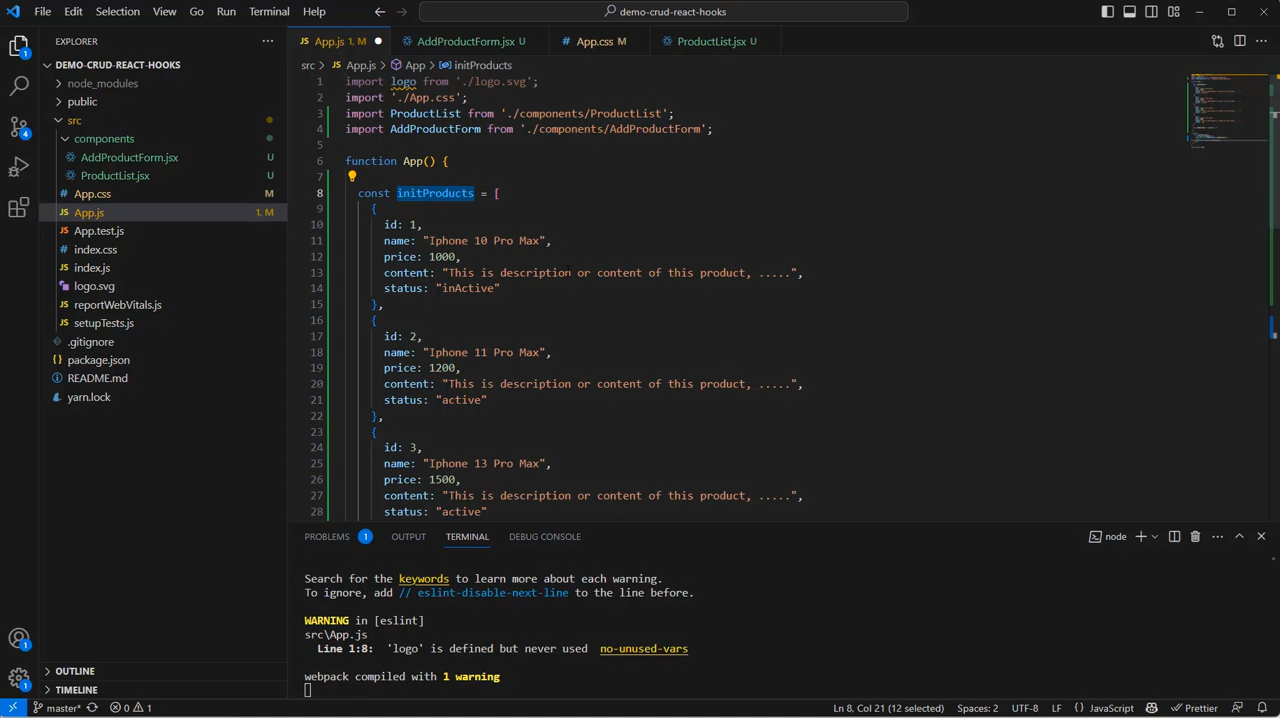 File Edit Selection View Go Run Terminal Help
demo-crud-react-hooks
1
4
1
1
EXPLORER
DEMO-CRUD-REACT-HOOKS
node_modules
public
src
components
AddProductForm.jsx U
ProductList.jsx U
App.css M
App.js 1, M
App.test.js
index.css
index.js
logo.svg
reportWebVitals.js
setupTests.js
.gitignore
package.json
README.md
yarn.lock
OUTLINE
TIMELINE
App.js 1, M
AddProductForm.jsx U
App.css M
ProductList.jsx U
src > App.js > App > initProducts
1 import logo from './logo.svg';
2 import './App.css';
3 import ProductList from './components/ProductList';
4 import AddProductForm from './components/AddProductForm';
5
6 function App() {
7
8 const initProducts = [
9 {
10 id: 1,
11 name: "Iphone 10 Pro Max",
12 price: 1000,
13 content: "This is description or content of this product, .....",
14 status: "inActive"
15 },
16 {
17 id: 2,
18 name: "Iphone 11 Pro Max",
19 price: 1200,
20 content: "This is description or content of this product, .....",
21 status: "active"
22 },
23 {
24 id: 3,
25 name: "Iphone 13 Pro Max",
26 price: 1500,
27 content: "This is description or content of this product, .....",
28 status: "active"
PROBLEMS 1 OUTPUT TERMINAL DEBUG CONSOLE
node
Search for the keywords to learn more about each warning.
To ignore, add // eslint-disable-next-line to the line before.
WARNING in [eslint]
src\App.js
Line 1:8: 'logo' is defined but never used no-unused-vars
webpack compiled with 1 warning
master* 0 1 Ln 8, Col 21 (12 selected) Spaces: 2 UTF-8 LF {} JavaScript Prettier